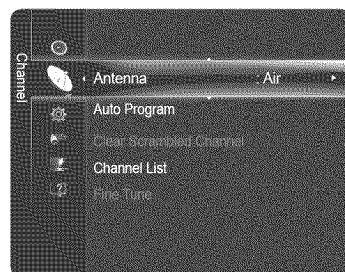 Channel
Antenna : Air
Auto Program
Clear Scrambled Channel
Channel List
Fine Tune